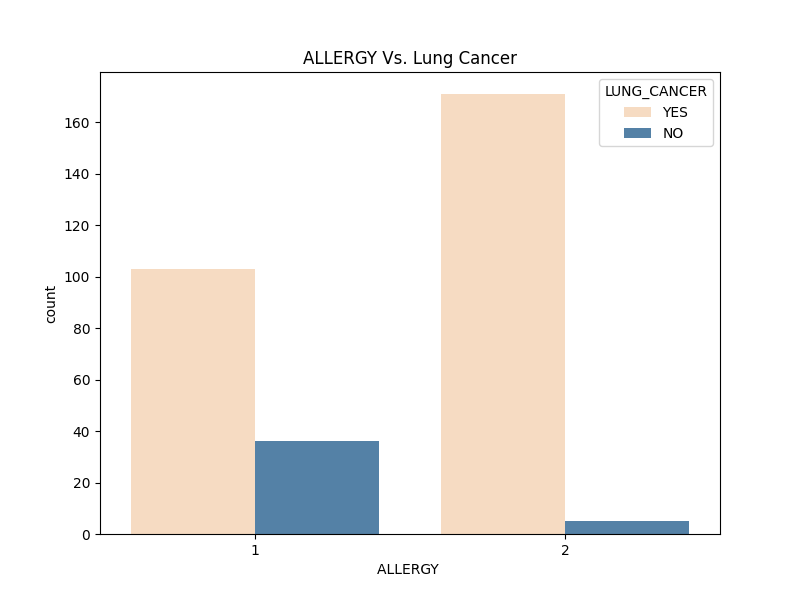 ALLERGY Vs. Lung Cancer
LUNG_CANCER
YES
NO
160
140
120
100
80
60
40
20
0
count
1
2
ALLERGY